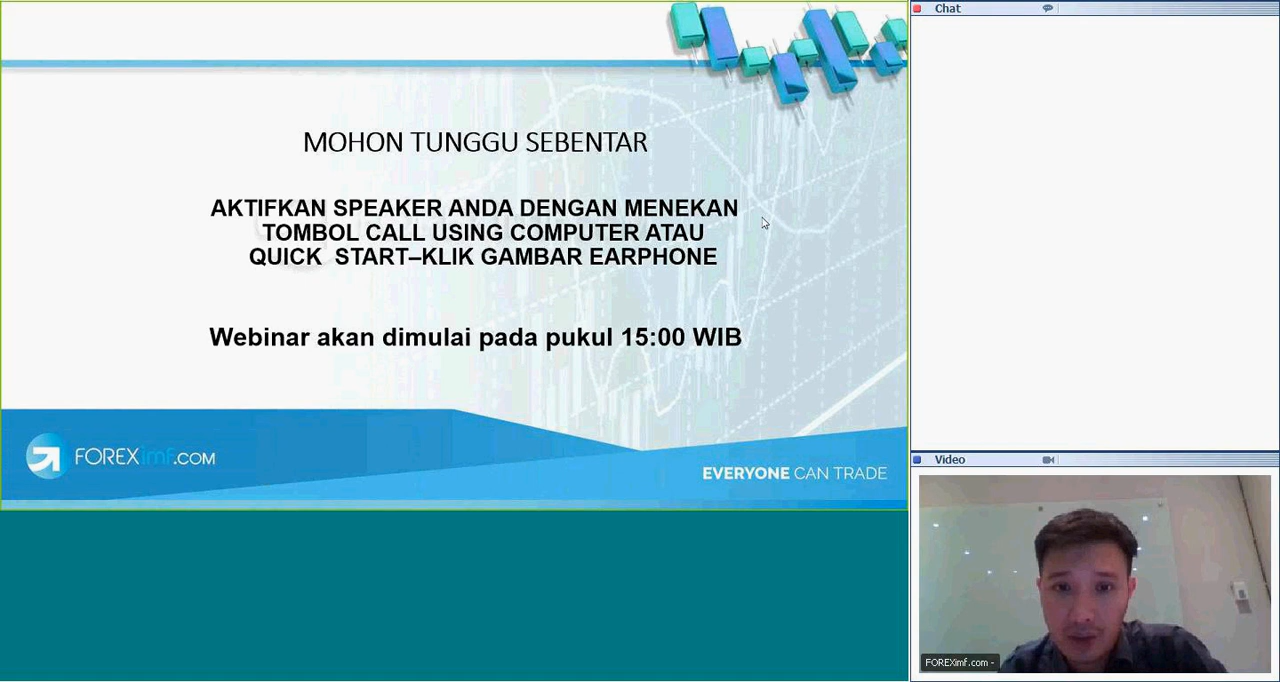 Chat
MOHON TUNGGU SEBENTAR
AKTIFKAN SPEAKER ANDA DENGAN MENEKAN
TOMBOL CALL USING COMPUTER ATAU
QUICK  START–KLIK GAMBAR EARPHONE
Webinar akan dimulai pada pukul 15:00 WIB
FOREXimf.COM
EVERYONE CAN TRADE
Video
FOREXimf.com -